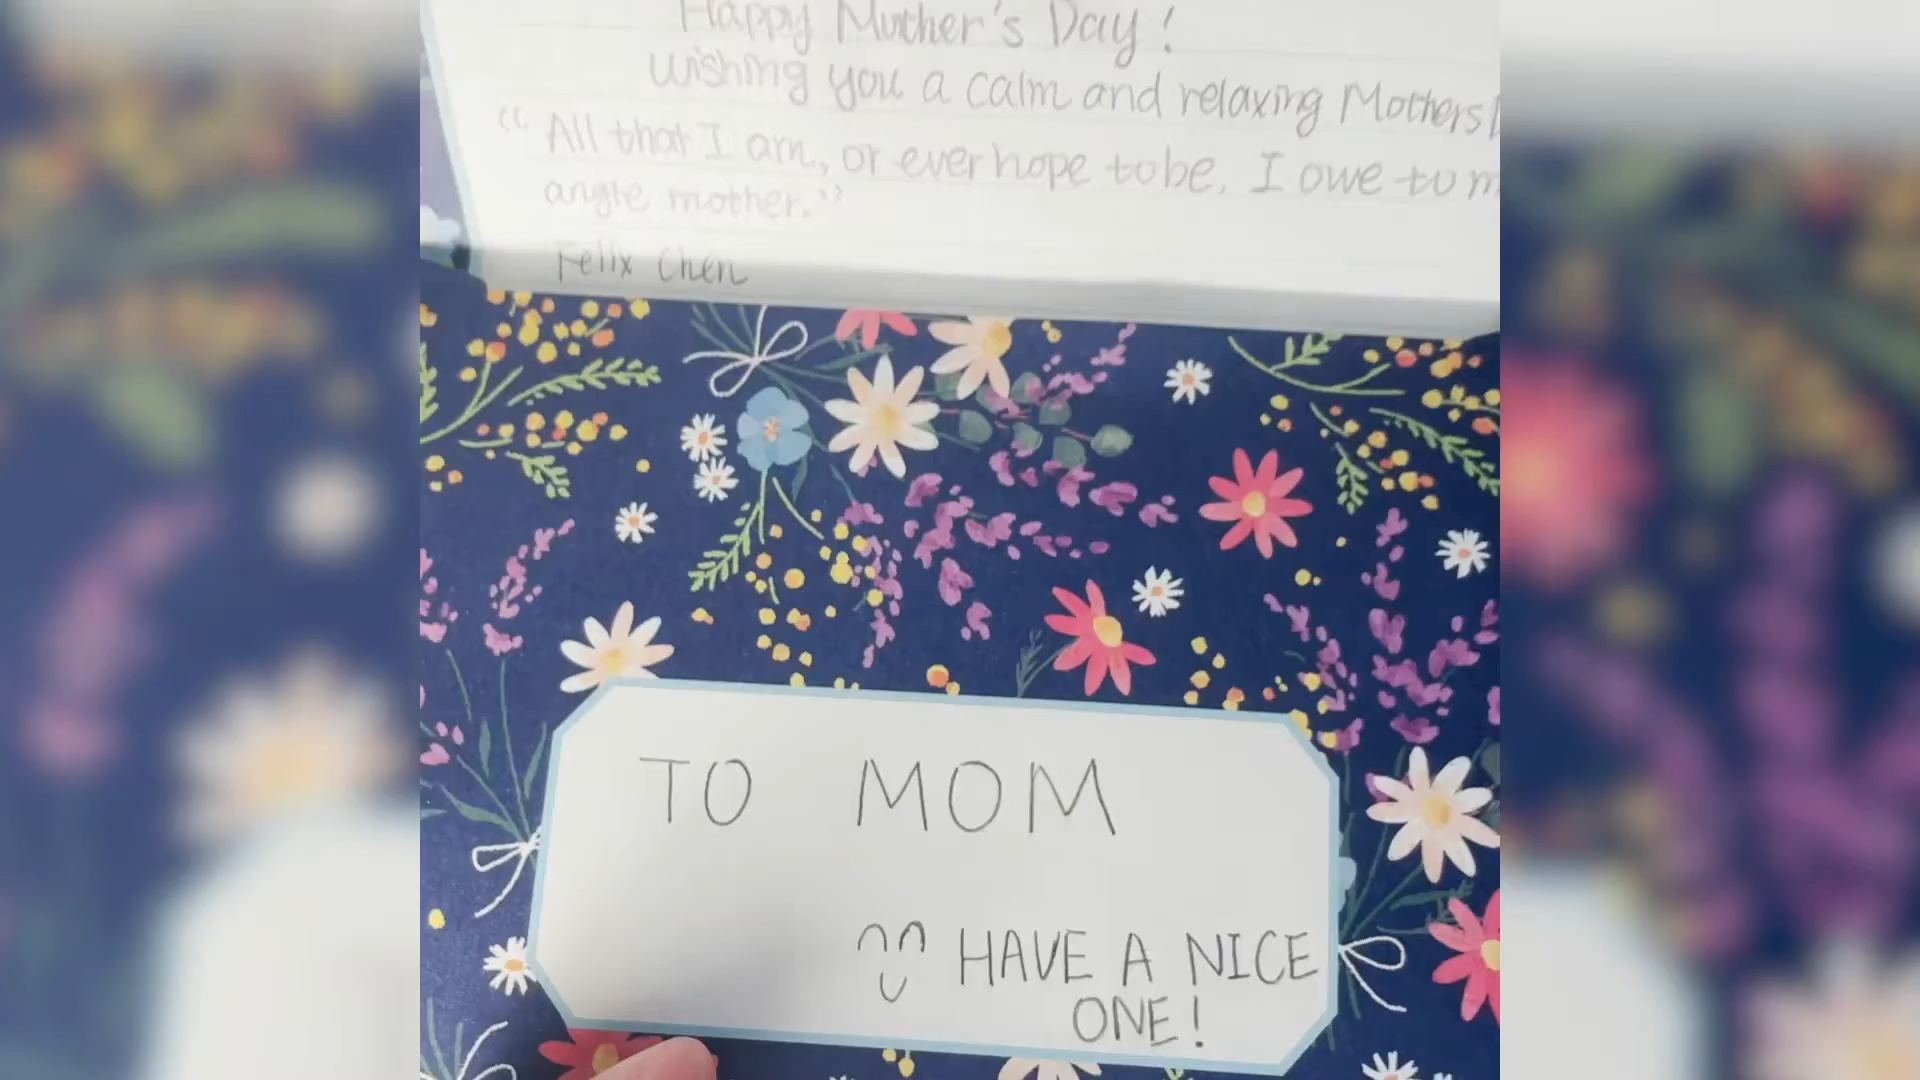 Happy Mother's Day!
Wishing you a calm and relaxing Mothers
“All that I am, or ever hope to be, I owe to
angle mother.”
Felix Chen
TO MOM
HAVE A NICE
ONE!